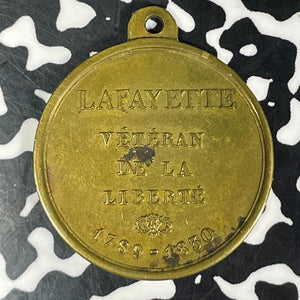 LAFAYETTE
VÉTÉRAN
DE LA
LIBERTÉ
1789-1830